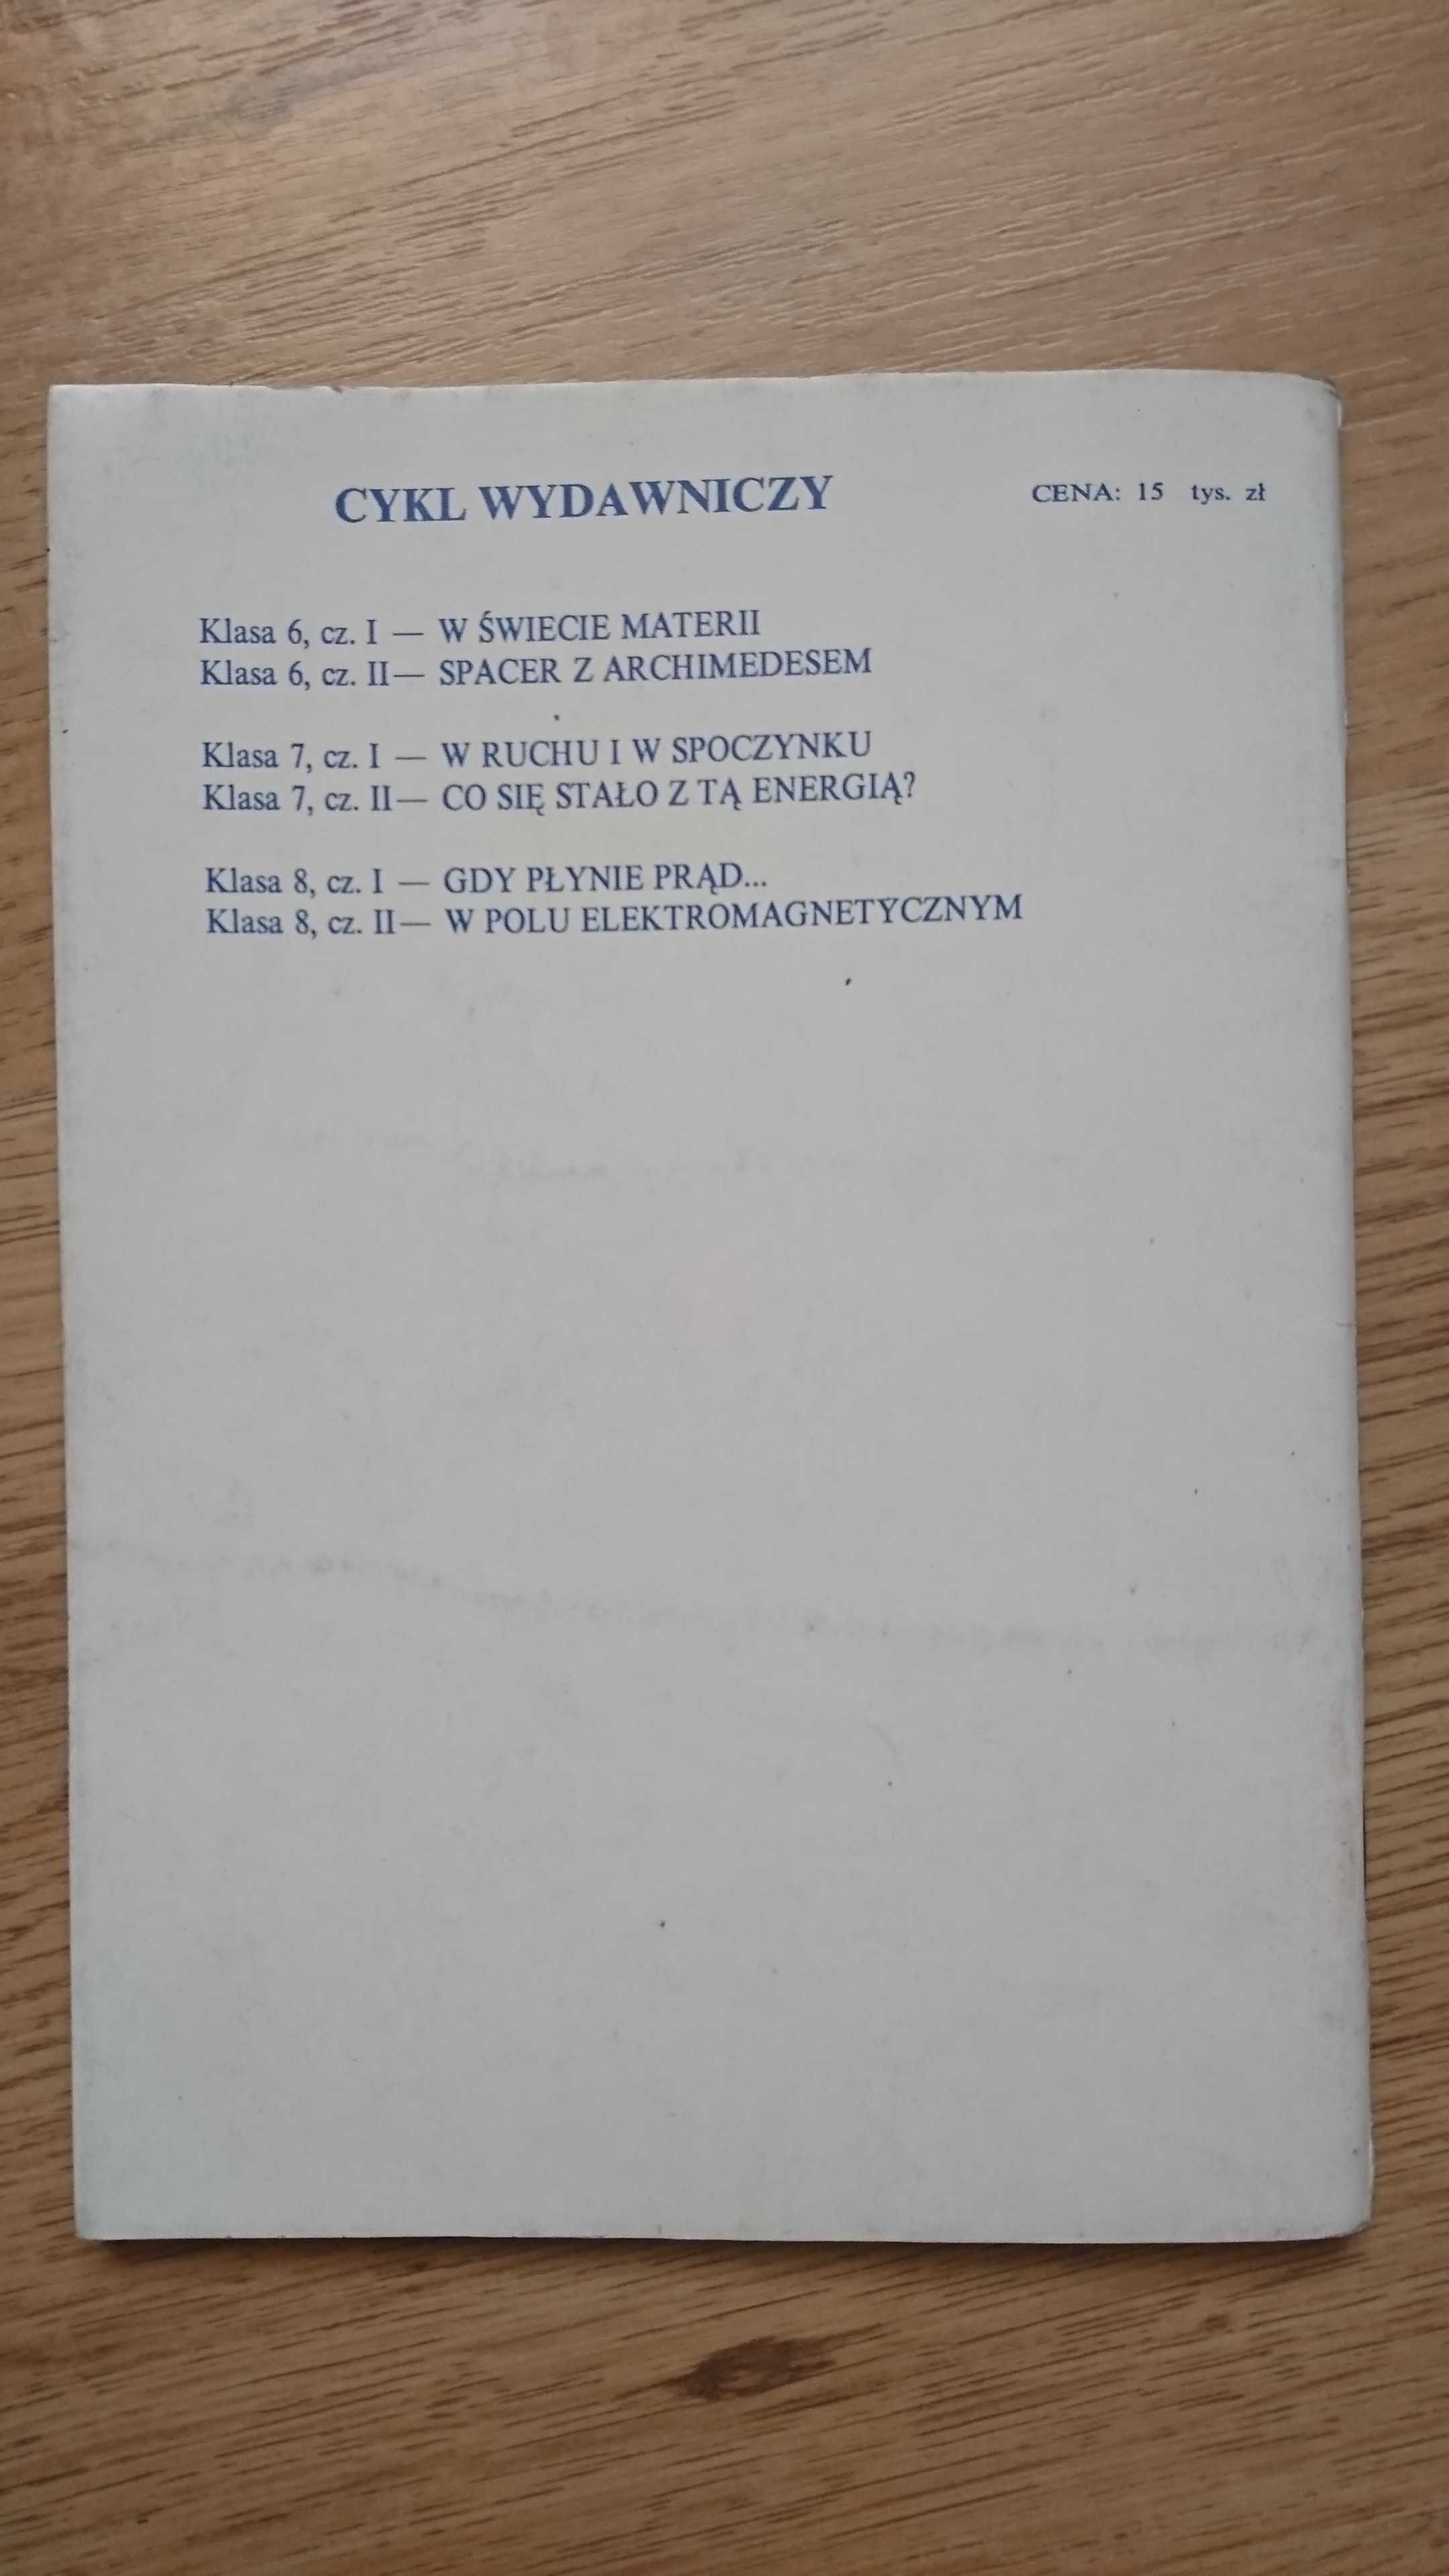 CYKL WYDAWNICZY
CENA: 15 tys. zł
Klasa 6, cz. I — W ŚWIECIE MATERII
Klasa 6, cz. II— SPACER Z ARCHIMEDESEM
Klasa 7, cz. I — W RUCHU I W SPOCZYNKU
Klasa 7, cz. II— CO SIĘ STAŁO Z TĄ ENERGIĄ?
Klasa 8, cz. I — GDY PŁYNIE PRĄD...
Klasa 8, cz. II— W POLU ELEKTROMAGNETYCZNYM